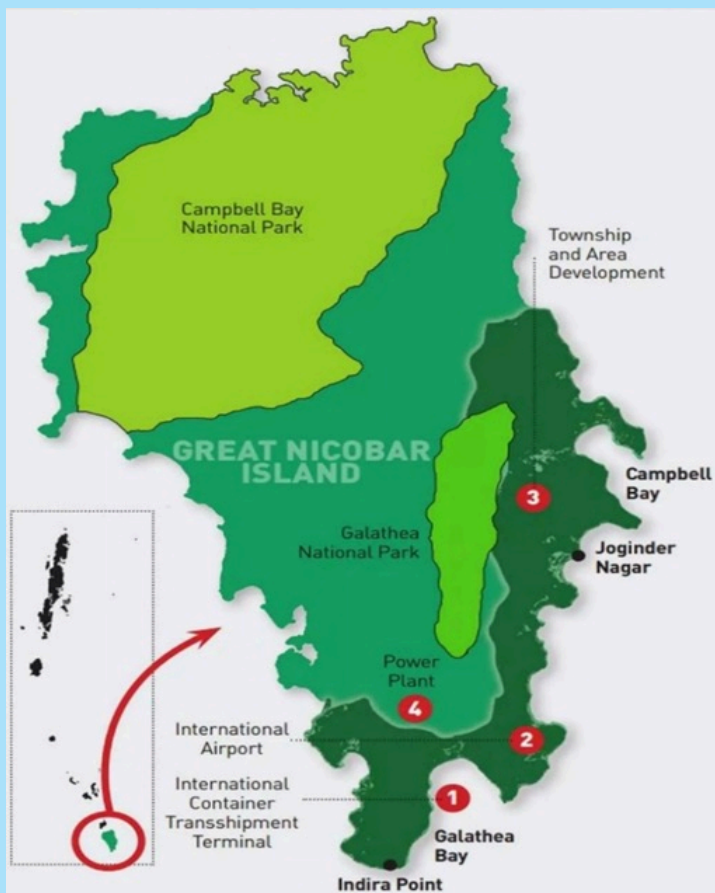 Campbell Bay
National Park
Township
and Area
Development
GREAT NICOBAR
ISLAND
Campbell
Bay
3
Galathea
National Park
Joginder
Nagar
Power
Plant
4
International
Airport
2
International
Container
Transshipment
Terminal
1
Galathea
Bay
Indira Point